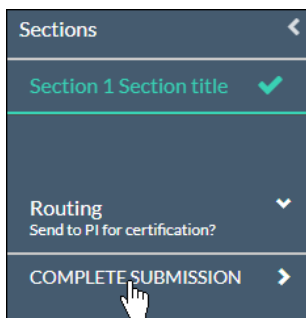 Sections
Section 1 Section title
Routing
Send to PI for certification?
COMPLETE SUBMISSION